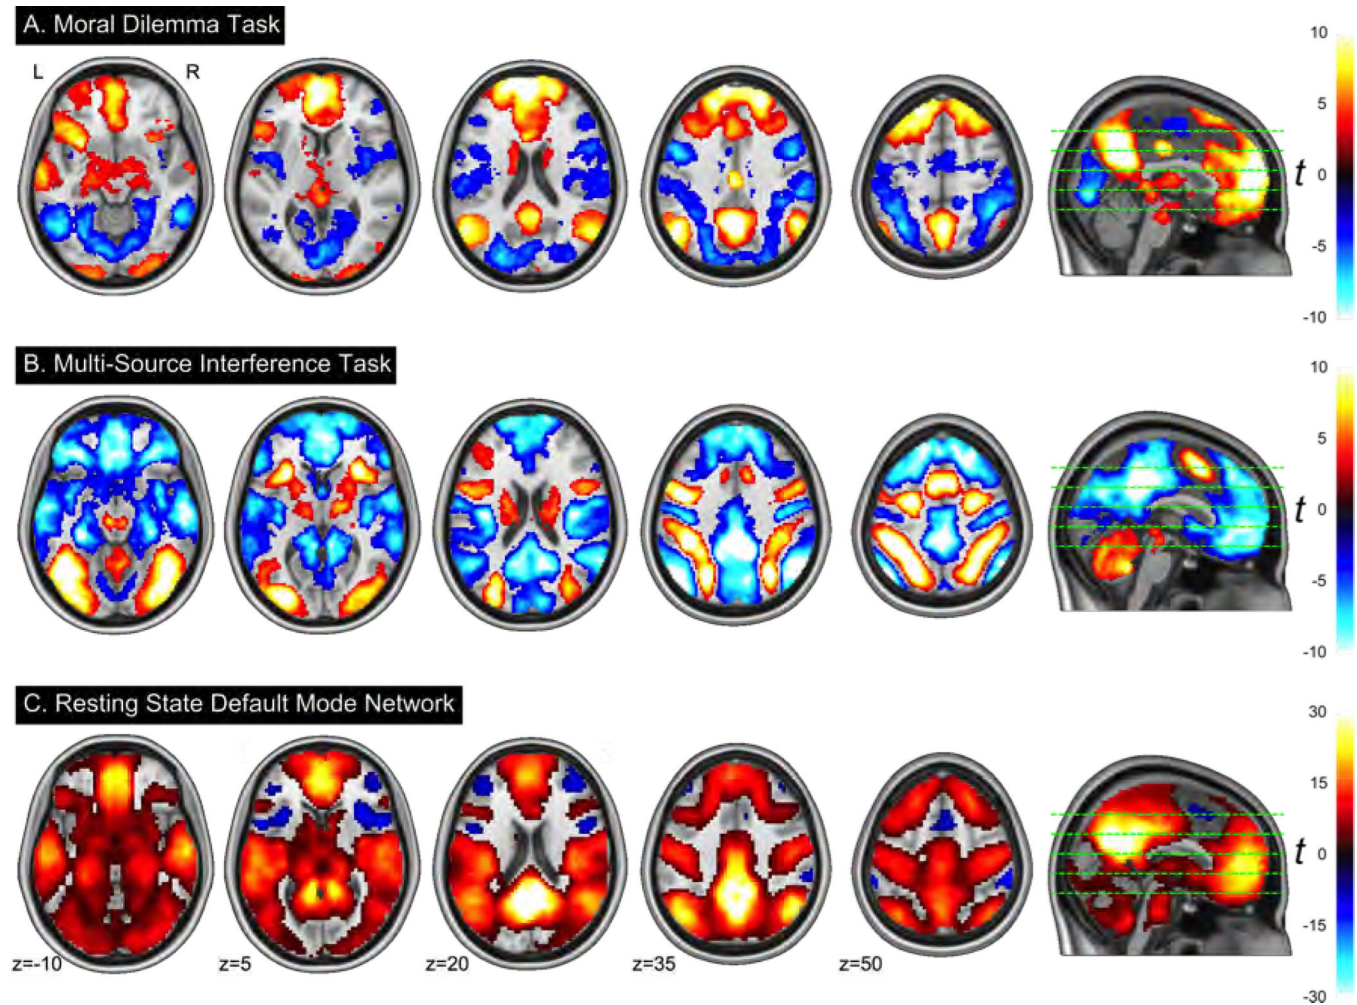 A. Moral Dilemma Task
L
R
10
5
0
-5
-10
t
B. Multi-Source Interference Task
10
5
0
-5
-10
t
C. Resting State Default Mode Network
30
15
0
-15
-30
t
z=-10
z=5
z=20
z=35
z=50